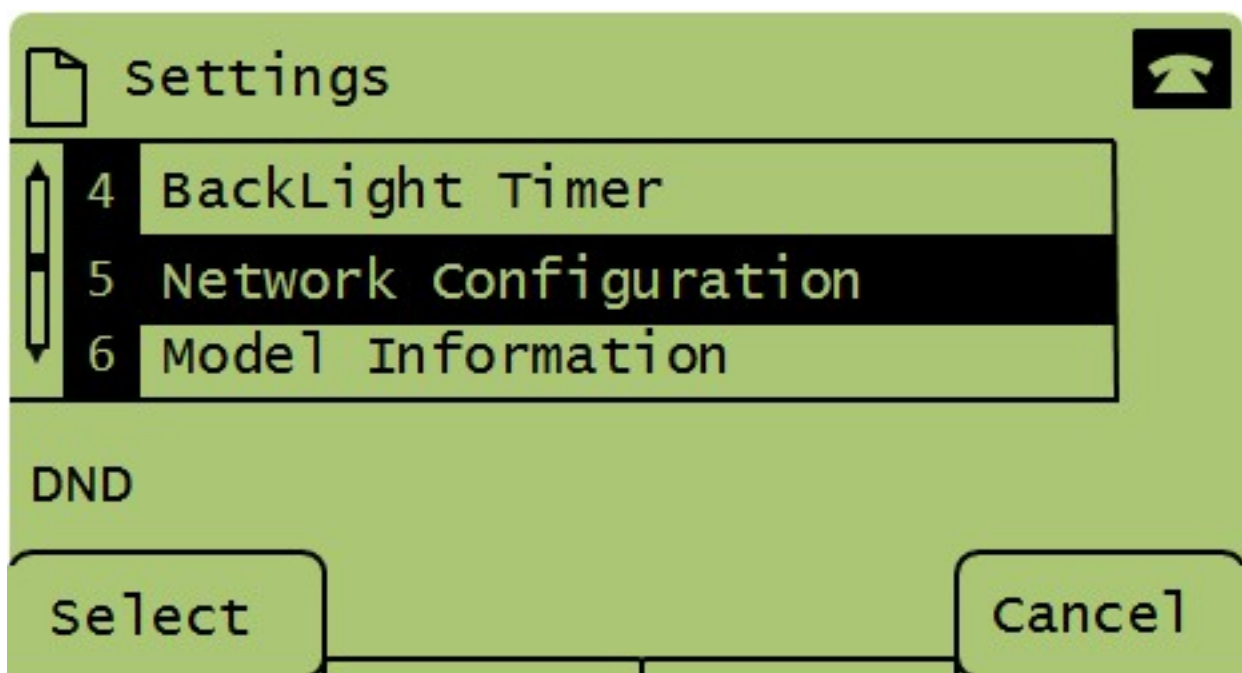 Settings
4 BackLight Timer
5 Network Configuration
6 Model Information
DND
Select Cancel